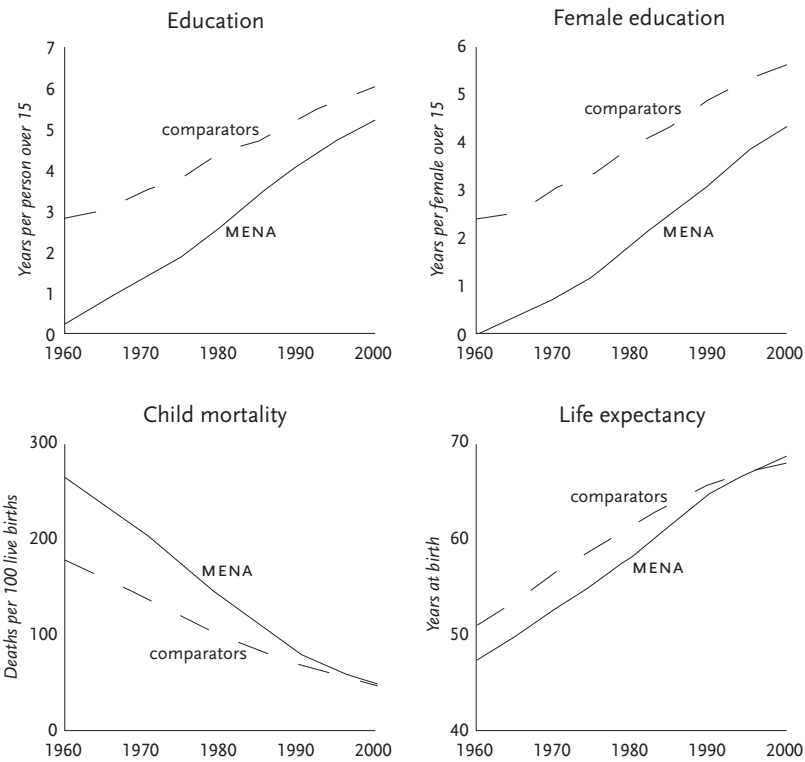 Education
7
6
5
4
3
2
1
0
Years per person over 15
comparators
MENA
1960 1970 1980 1990 2000
Female education
6
5
4
3
2
1
0
Years per female over 15
comparators
MENA
1960 1970 1980 1990 2000
Child mortality
300
200
100
0
Deaths per 100 live births
MENA
comparators
1960 1970 1980 1990 2000
Life expectancy
70
60
50
40
Years at birth
comparators
MENA
1960 1970 1980 1990 2000